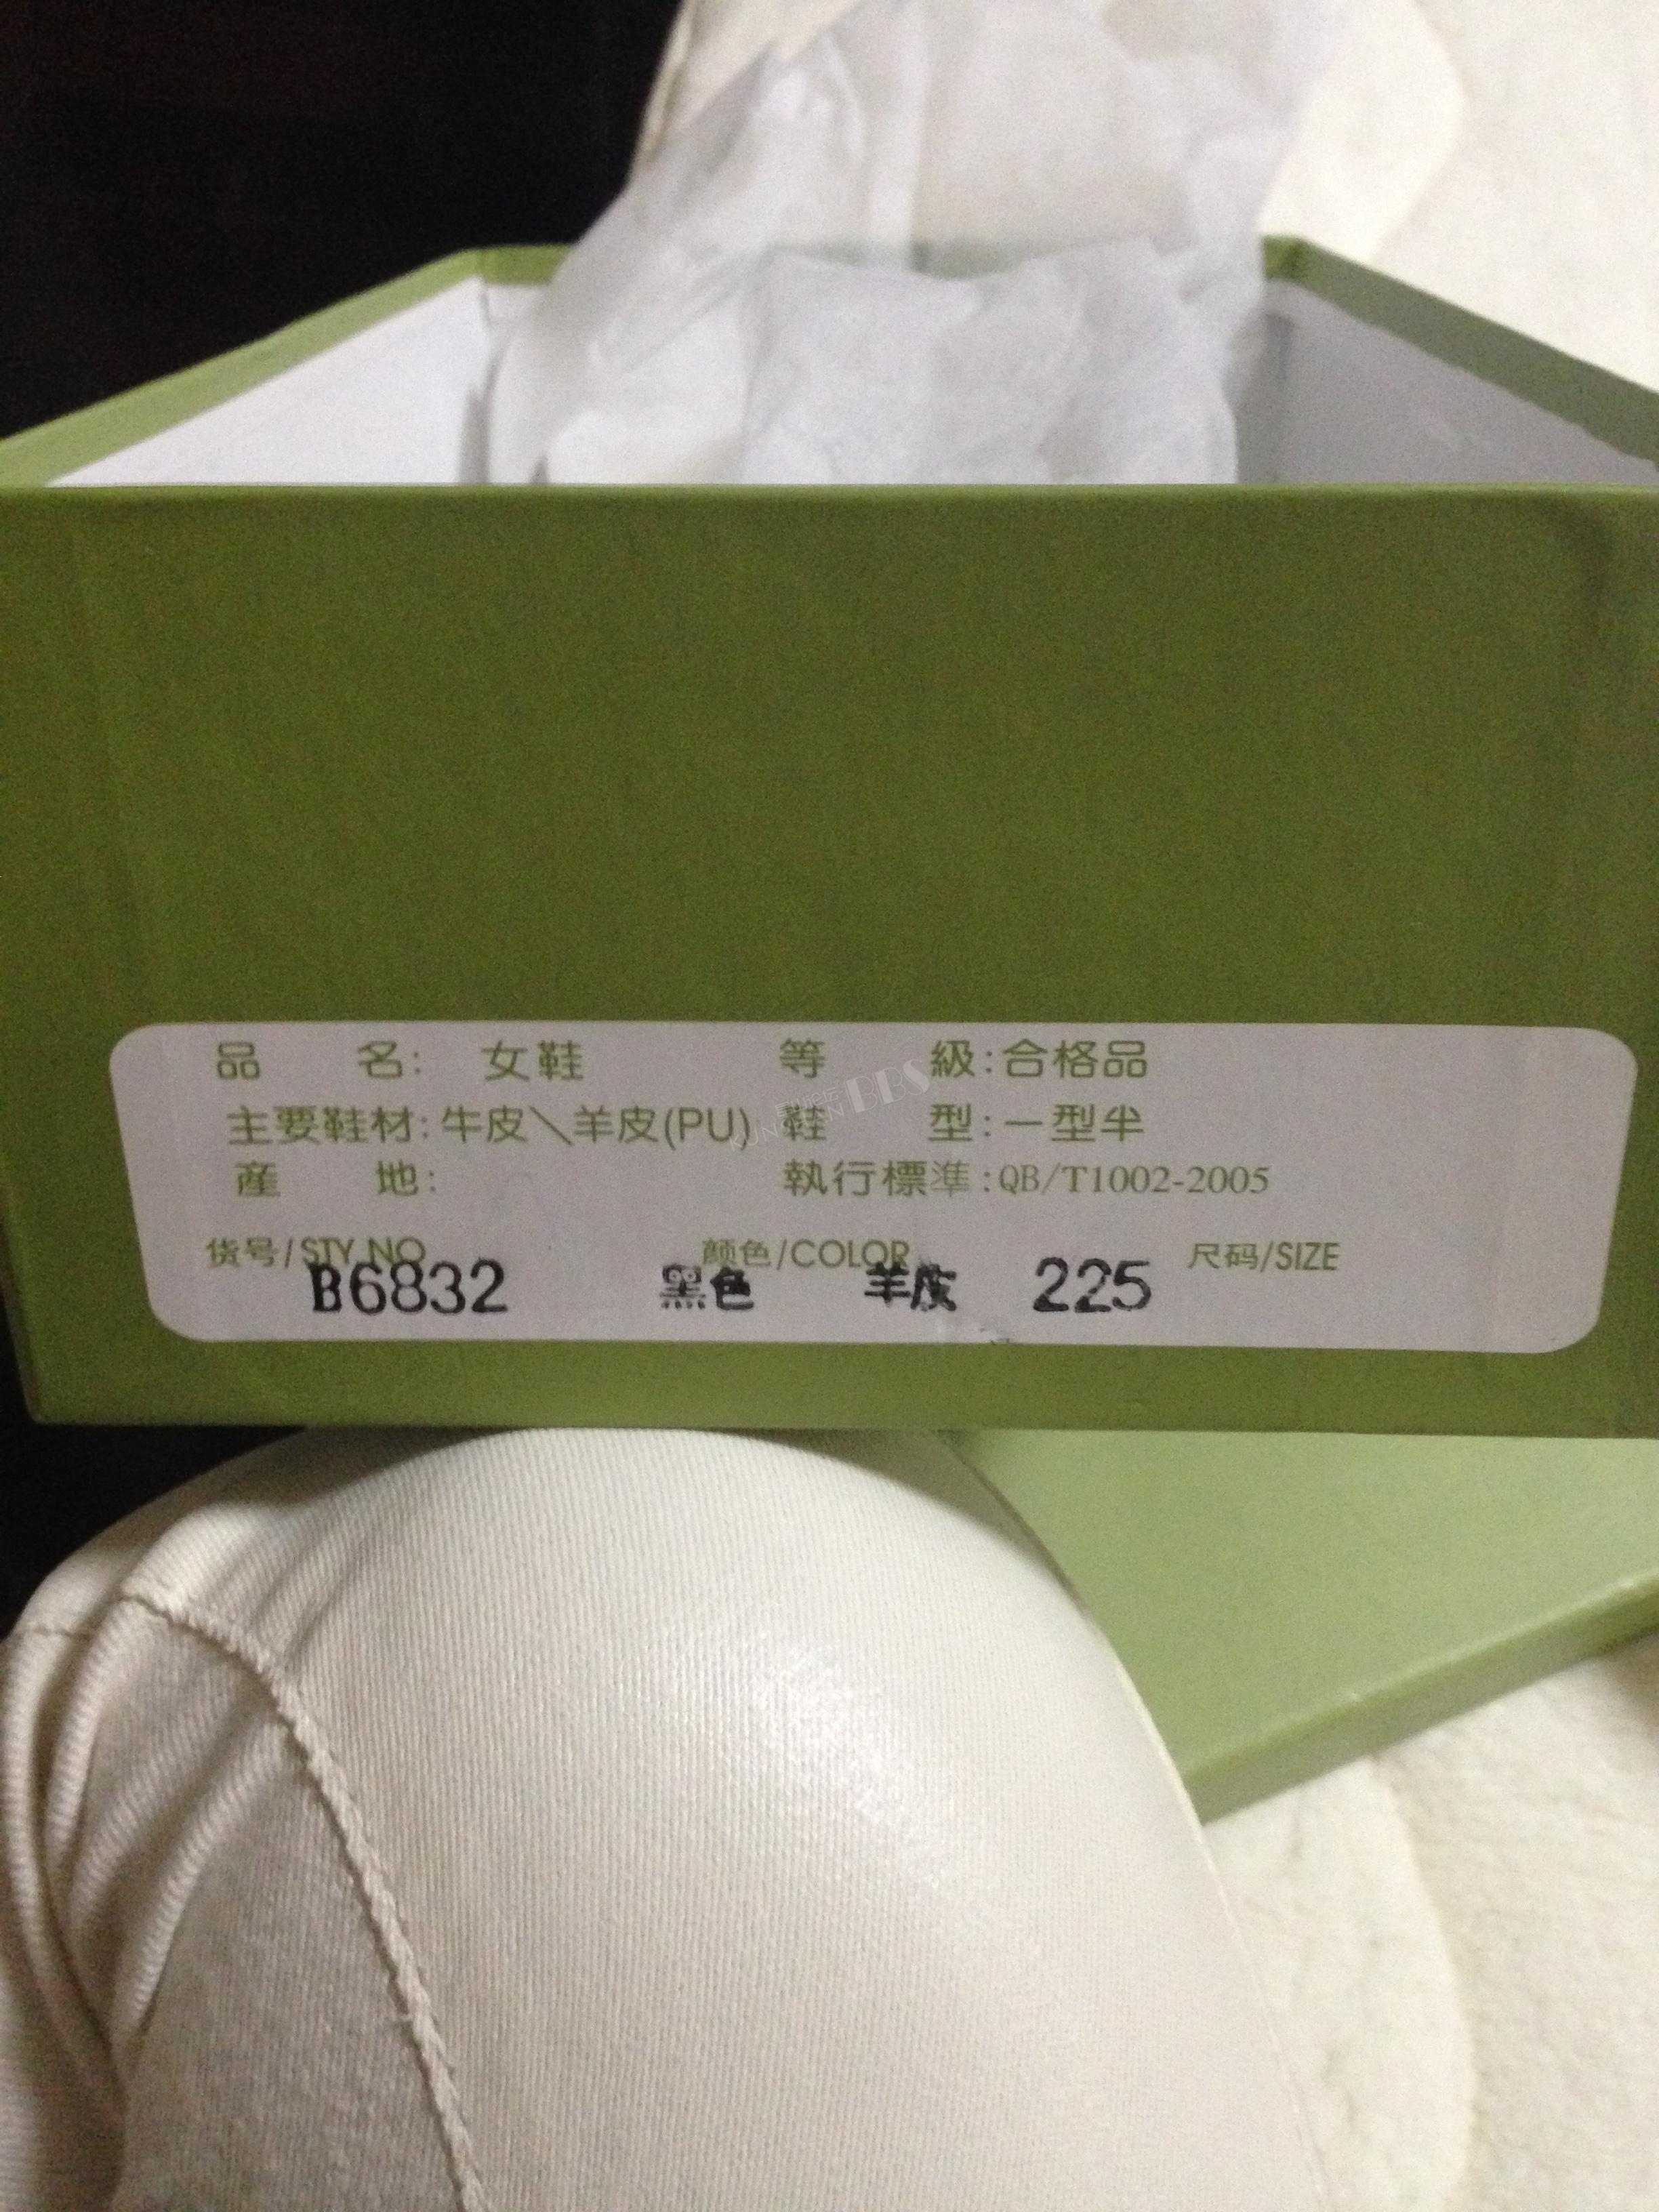 品 名: 女鞋 等 級:合格品
主要鞋材:牛皮\羊皮(PU) 鞋 型:一型半
産 地: 執行標準:QB/T1002-2005
货号/STY NO 颜色/COLOR 尺码/SIZE
B6832 黑色 羊皮 225
BBS